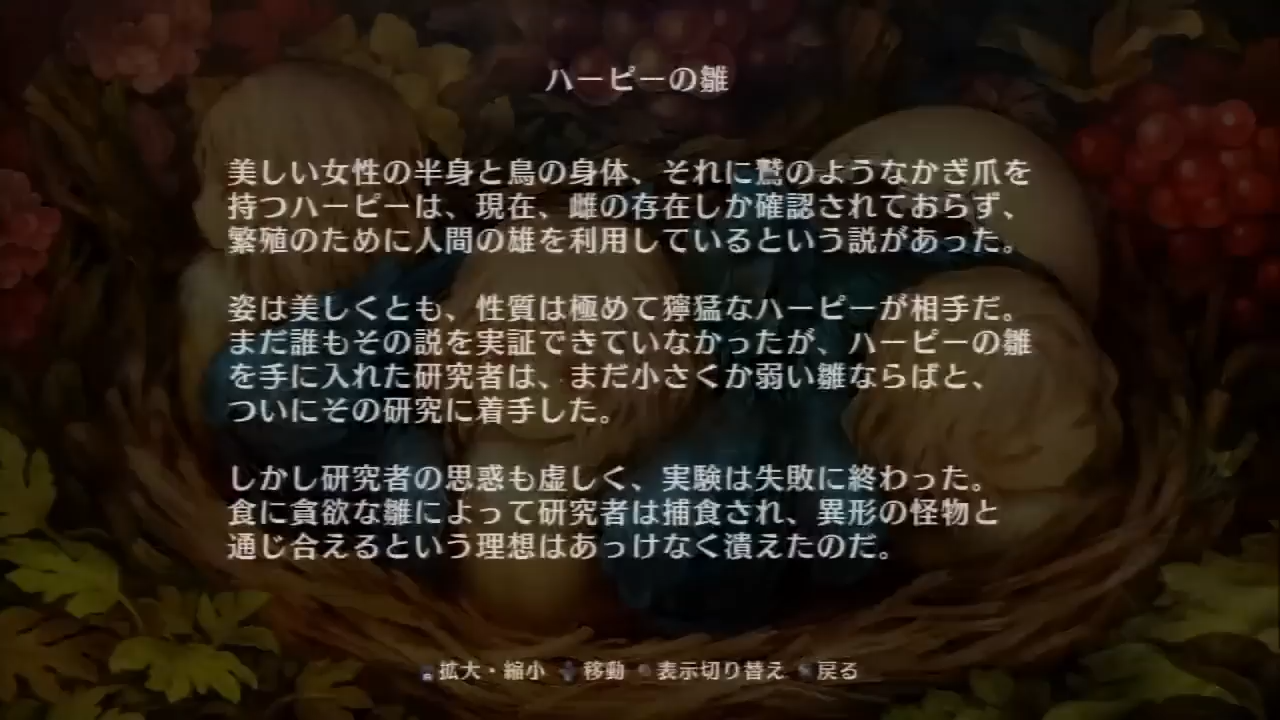 ハーピーの雛
美しい女性の半身と鳥の身体、それに鷲のようなかぎ爪を
持つハーピーは、現在、雌の存在しか確認されておらず、
繁殖のために人間の雄を利用しているという説があった。
姿は美しくとも、性質は極めて獰猛なハーピーが相手だ。
まだ誰もその説を実証できていなかったが、ハーピーの雛
を手に入れた研究者は、まだ小さくか弱い雛ならばと、
ついにその研究に着手した。
しかし研究者の思惑も虚しく、実験は失敗に終わった。
食に貪欲な雛によって研究者は捕食され、異形の怪物と
通じ合えるという理想はあっけなく潰えたのだ。
拡大・縮小 移動 表示切り替え 戻る